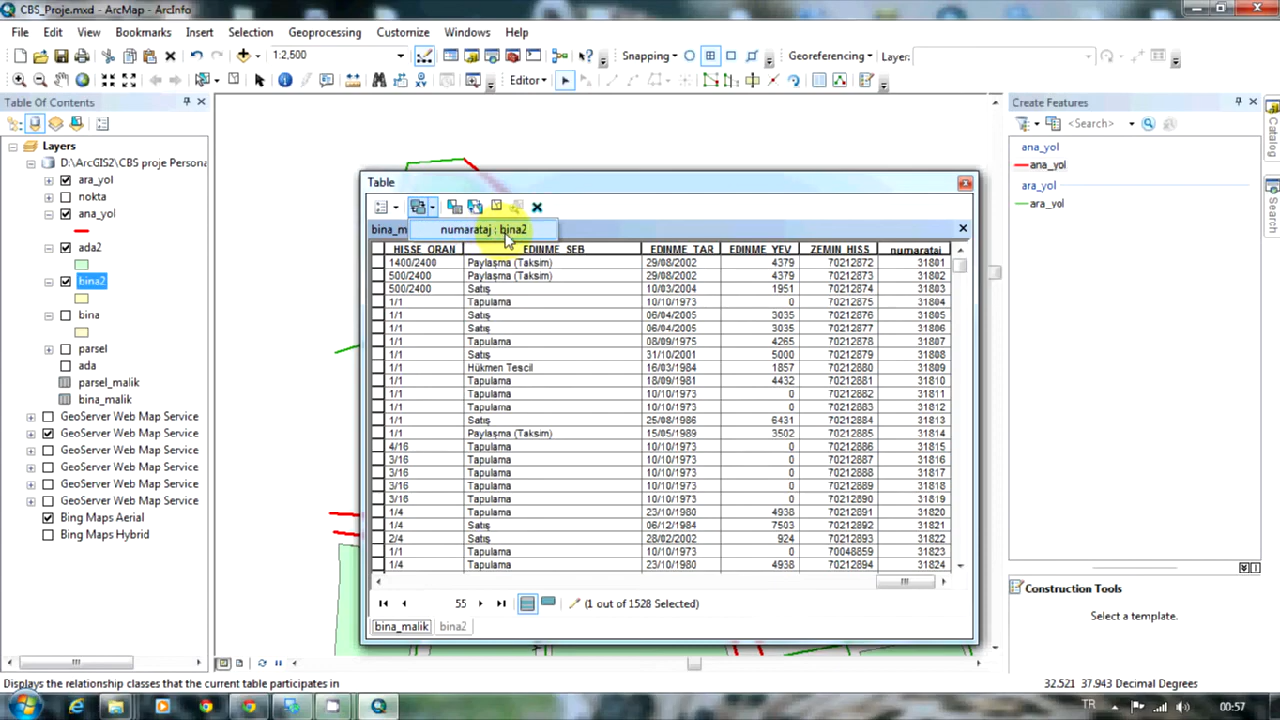 CBS_Proje.mxd - ArcMap - ArcInfo
File Edit View Bookmarks Insert Selection Geoprocessing Customize Windows Help
1:2,500 Snapping Georeferencing Layer:
Editor
Table Of Contents
Layers
D:\ArcGIS2\CBS proje Persona
ara_yol
nokta
ana_yol
ada2
bina2
bina
parsel
ada
parsel_malik
bina_malik
GeoServer Web Map Service
GeoServer Web Map Service
GeoServer Web Map Service
GeoServer Web Map Service
GeoServer Web Map Service
GeoServer Web Map Service
Bing Maps Aerial
Bing Maps Hybrid
Table
bina_m numarataj : bina2
HISSE_ORAN EDINME_SEB EDINME_TAR EDINME_YEV ZEMIN_HISS numarataj
1400/2400 Paylaşma (Taksim) 29/08/2002 4379 70212872 31801
500/2400 Paylaşma (Taksim) 29/08/2002 4379 70212873 31802
500/2400 Satış 10/03/2004 1951 70212874 31803
1/1 Tapulama 10/10/1973 0 70212875 31804
1/1 Satış 06/04/2005 3035 70212876 31805
1/1 Satış 06/04/2005 3035 70212877 31806
1/1 Tapulama 08/09/1975 4265 70212878 31807
1/1 Satış 31/10/2001 5000 70212879 31808
1/1 Hükmen Tescil 16/03/1984 1857 70212880 31809
1/1 Tapulama 18/09/1981 4432 70212881 31810
1/1 Tapulama 10/10/1973 0 70212882 31811
1/1 Tapulama 10/10/1973 0 70212883 31812
1/1 Satış 25/08/1986 6431 70212884 31813
1/1 Paylaşma (Taksim) 15/05/1989 3502 70212885 31814
4/16 Tapulama 10/10/1973 0 70212886 31815
3/16 Tapulama 10/10/1973 0 70212887 31816
3/16 Tapulama 10/10/1973 0 70212888 31817
3/16 Tapulama 10/10/1973 0 70212889 31818
3/16 Tapulama 10/10/1973 0 70212890 31819
1/4 Tapulama 23/10/1980 4938 70212891 31820
1/4 Satış 06/12/1984 7503 70212892 31821
2/4 Satış 28/02/2002 924 70212893 31822
1/1 Tapulama 10/10/1973 0 70048859 31823
1/4 Tapulama 23/10/1980 4938 70212894 31824
55 (1 out of 1528 Selected)
bina_malik bina2
Create Features
<Search>
ana_yol
ana_yol
ara_yol
ara_yol
Construction Tools
Select a template.
Catalog
Search
Displays the relationship classes that the current table participates in
32.521 37.943 Decimal Degrees
TR 00:57